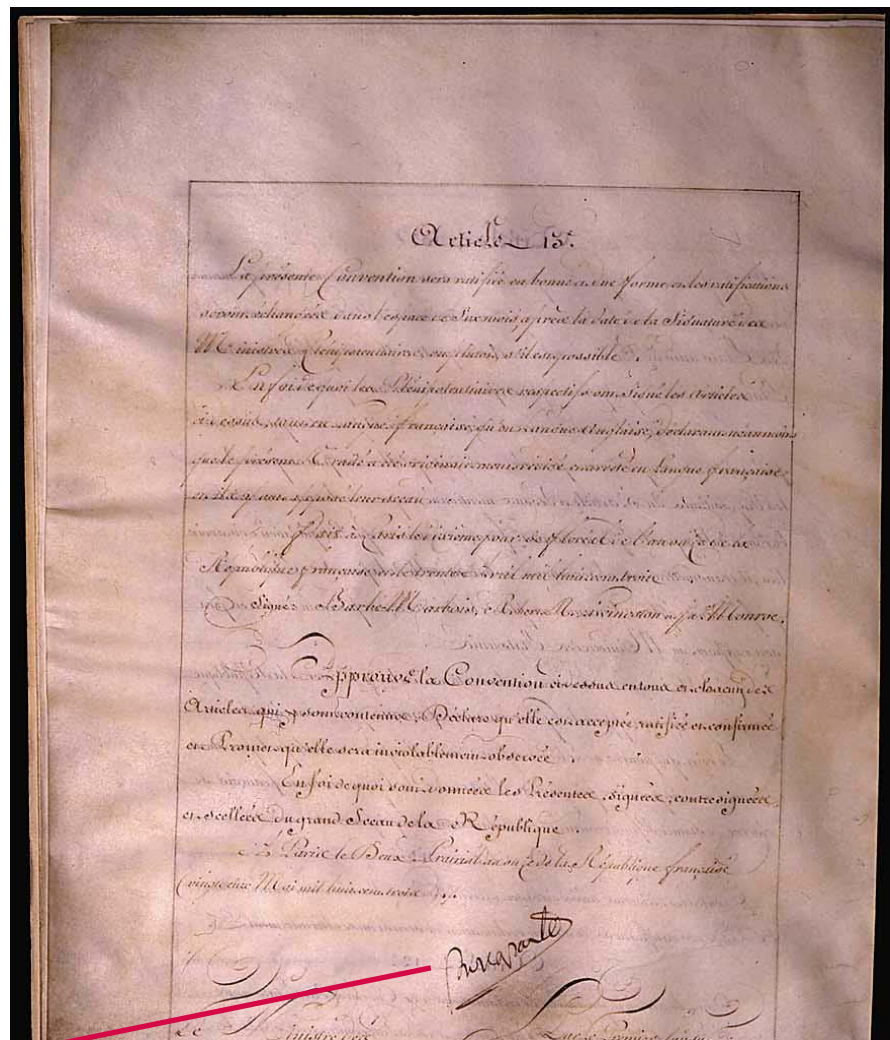 Article 13e.
La présente Convention sera ratifiée en bonne et due forme, et les ratifications
seront échangées dans l'espace de Six mois, après la date de la Signature des
Ministres Plénipotentiaires, ou plutôt, s'il est possible.
En foi de quoi les Plénipotentiaires respectifs ont signé les Articles
ci dessus, tant en Langue française, qu'en Langue Anglaise, déclarant néanmoins
que le présent Traité a été originairement rédigé et arrêté en Langue française;
et ils y ont apposé leur sceau.
fait à Paris le dixième jour de floréal de l'an onze de la
République française, et le trente Avril mil huit cent trois
Signé: Barbé Marbois, Robert R. Livingston et Jas. Monroe.
Approuve la Convention ci dessus en tous et chacun des
Articles qui y sont contenus; Déclare qu'elle est acceptée, ratifiée et confirmée
et Promet qu'elle sera inviolablement observée.
En foi de quoi sont données les Présentes, signées, contresignées
et scellées du grand Sceau de la République.
à Paris le Deux Prairial an onze de la République française
(vingt deux Mai mil huit cent trois).
Bonaparte
Le Ministre des